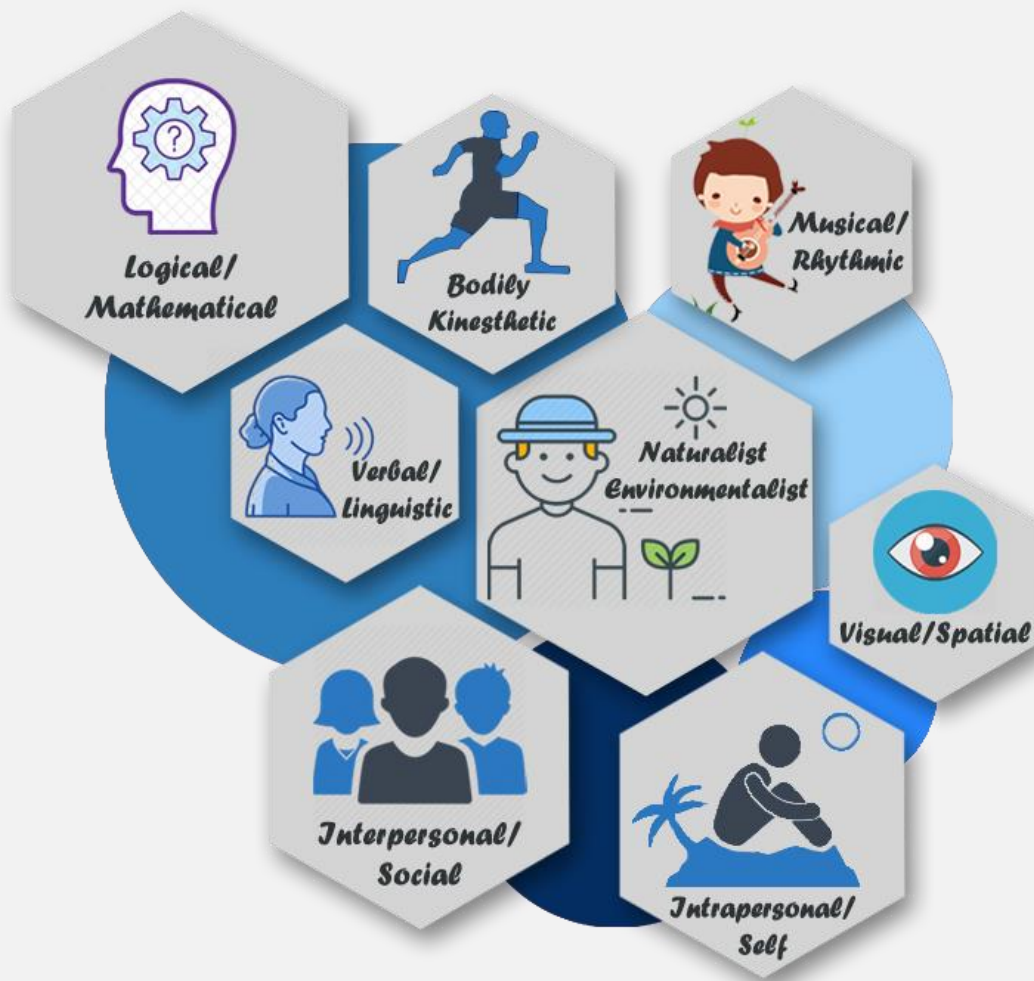 ?
Logical/
Mathematical
Bodily
Kinesthetic
Musical/
Rhythmic
Verbal/
Linguistic
Naturalist
Environmentalist
Visual/Spatial
Interpersonal/
Social
Intrapersonal/
Self